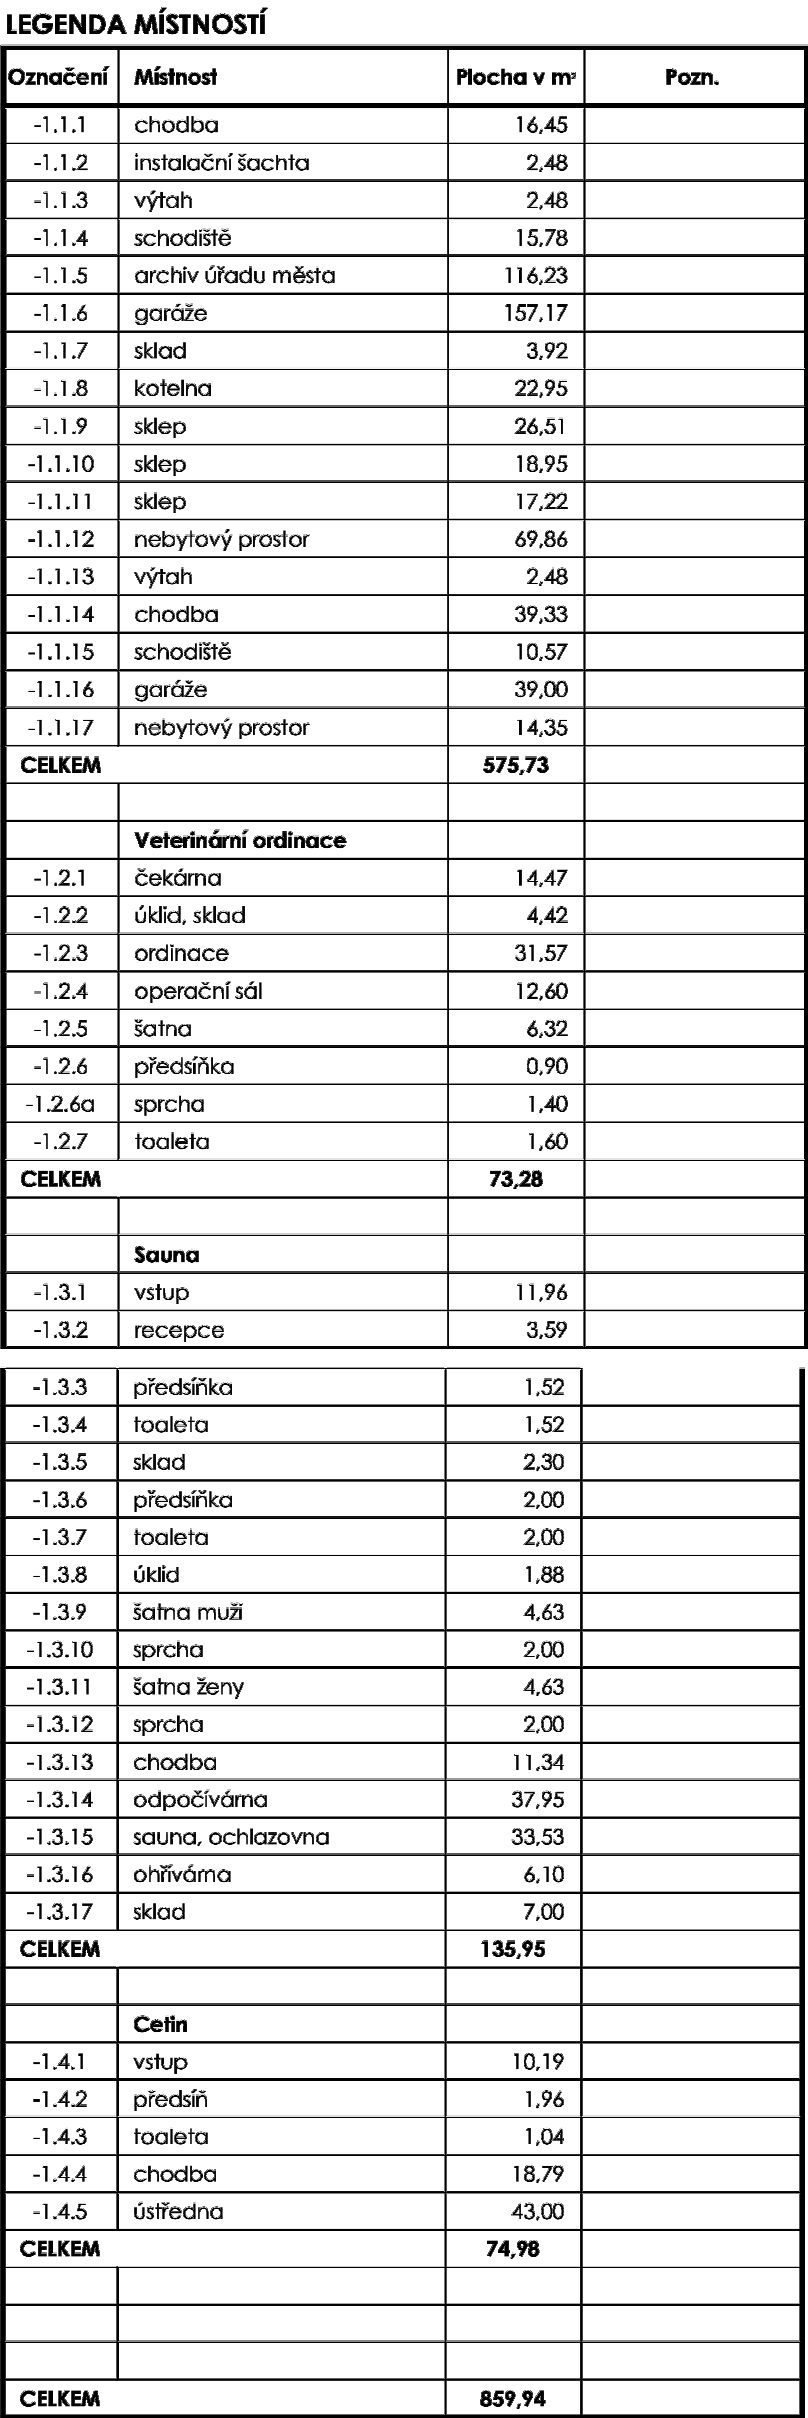 LEGENDA MÍSTNOSTÍ
Označení Místnost Plocha v m² Pozn.
-1.1.1 chodba 16,45
-1.1.2 instalační šachta 2,48
-1.1.3 výtah 2,48
-1.1.4 schodiště 15,78
-1.1.5 archiv úřadu města 116,23
-1.1.6 garáže 157,17
-1.1.7 sklad 3,92
-1.1.8 kotelna 22,95
-1.1.9 sklep 26,51
-1.1.10 sklep 18,95
-1.1.11 sklep 17,22
-1.1.12 nebytový prostor 69,86
-1.1.13 výtah 2,48
-1.1.14 chodba 39,33
-1.1.15 schodiště 10,57
-1.1.16 garáže 39,00
-1.1.17 nebytový prostor 14,35
CELKEM 575,73
Veterinární ordinace
-1.2.1 čekárna 14,47
-1.2.2 úklid, sklad 4,42
-1.2.3 ordinace 31,57
-1.2.4 operační sál 12,60
-1.2.5 šatna 6,32
-1.2.6 předsíňka 0,90
-1.2.6a sprcha 1,40
-1.2.7 toaleta 1,60
CELKEM 73,28
Sauna
-1.3.1 vstup 11,96
-1.3.2 recepce 3,59
-1.3.3 předsíňka 1,52
-1.3.4 toaleta 1,52
-1.3.5 sklad 2,30
-1.3.6 předsíňka 2,00
-1.3.7 toaleta 2,00
-1.3.8 úklid 1,88
-1.3.9 šatna muži 4,63
-1.3.10 sprcha 2,00
-1.3.11 šatna ženy 4,63
-1.3.12 sprcha 2,00
-1.3.13 chodba 11,34
-1.3.14 odpočívárna 37,95
-1.3.15 sauna, ochlazovna 33,53
-1.3.16 ohřívárna 6,10
-1.3.17 sklad 7,00
CELKEM 135,95
Cetin
-1.4.1 vstup 10,19
-1.4.2 předsíň 1,96
-1.4.3 toaleta 1,04
-1.4.4 chodba 18,79
-1.4.5 ústředna 43,00
CELKEM 74,98
CELKEM 859,94